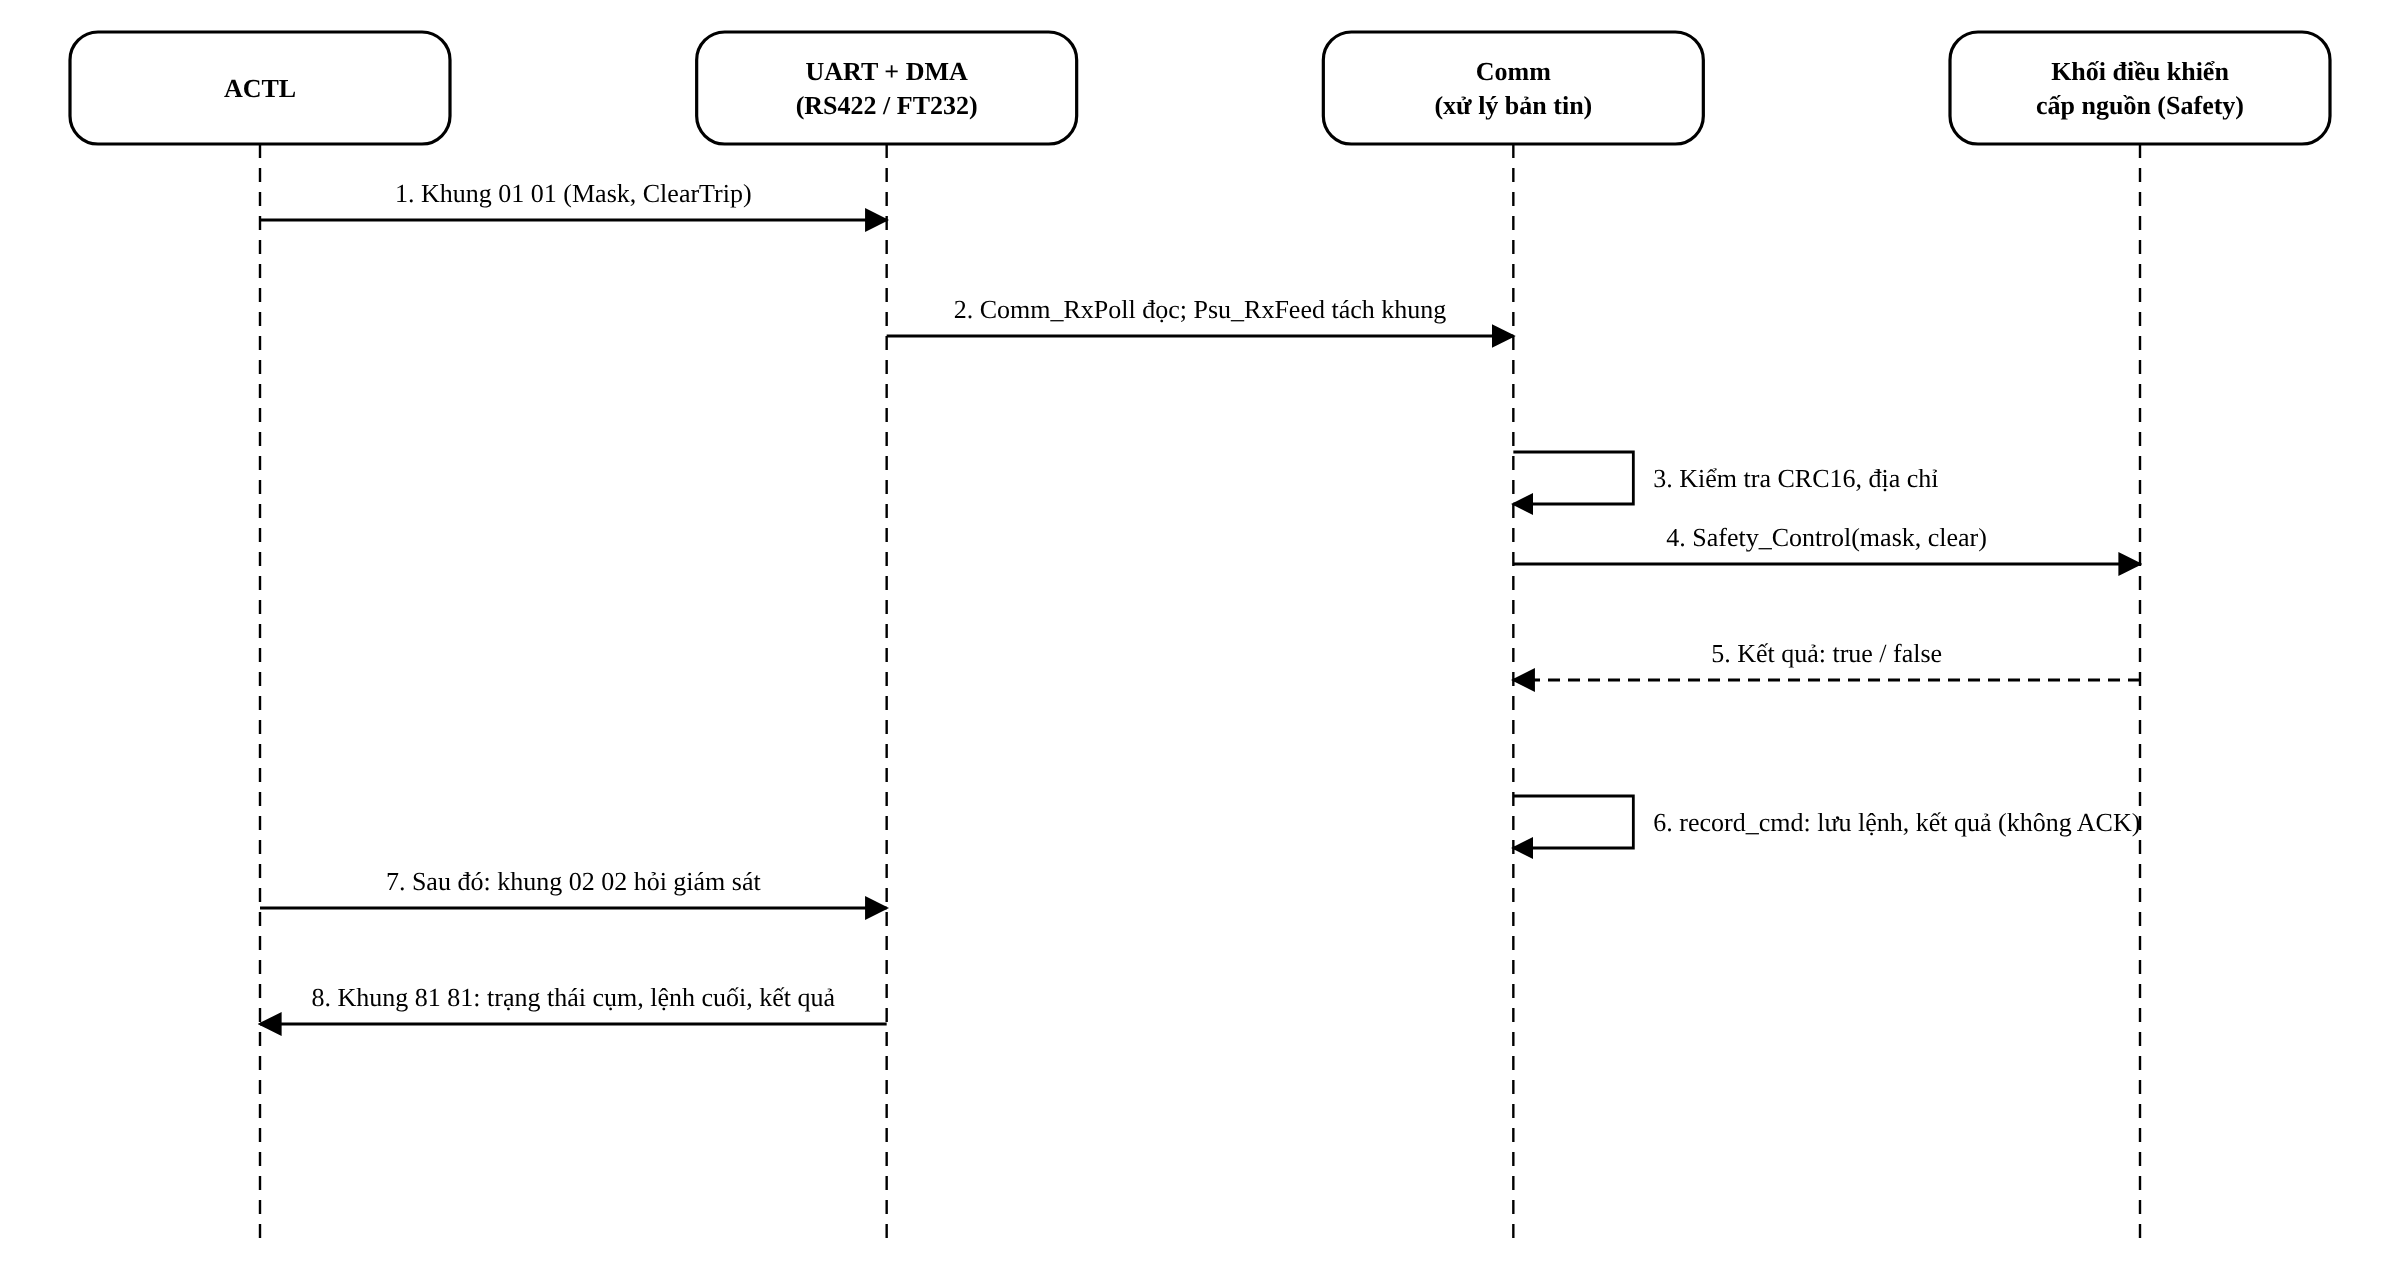 ACTL
UART + DMA
(RS422 / FT232)
Comm
(xử lý bản tin)
Khối điều khiển
cấp nguồn (Safety)
1. Khung 01 01 (Mask, ClearTrip)
2. Comm_RxPoll đọc; Psu_RxFeed tách khung
3. Kiểm tra CRC16, địa chỉ
4. Safety_Control(mask, clear)
5. Kết quả: true / false
6. record_cmd: lưu lệnh, kết quả (không ACK)
7. Sau đó: khung 02 02 hỏi giám sát
8. Khung 81 81: trạng thái cụm, lệnh cuối, kết quả